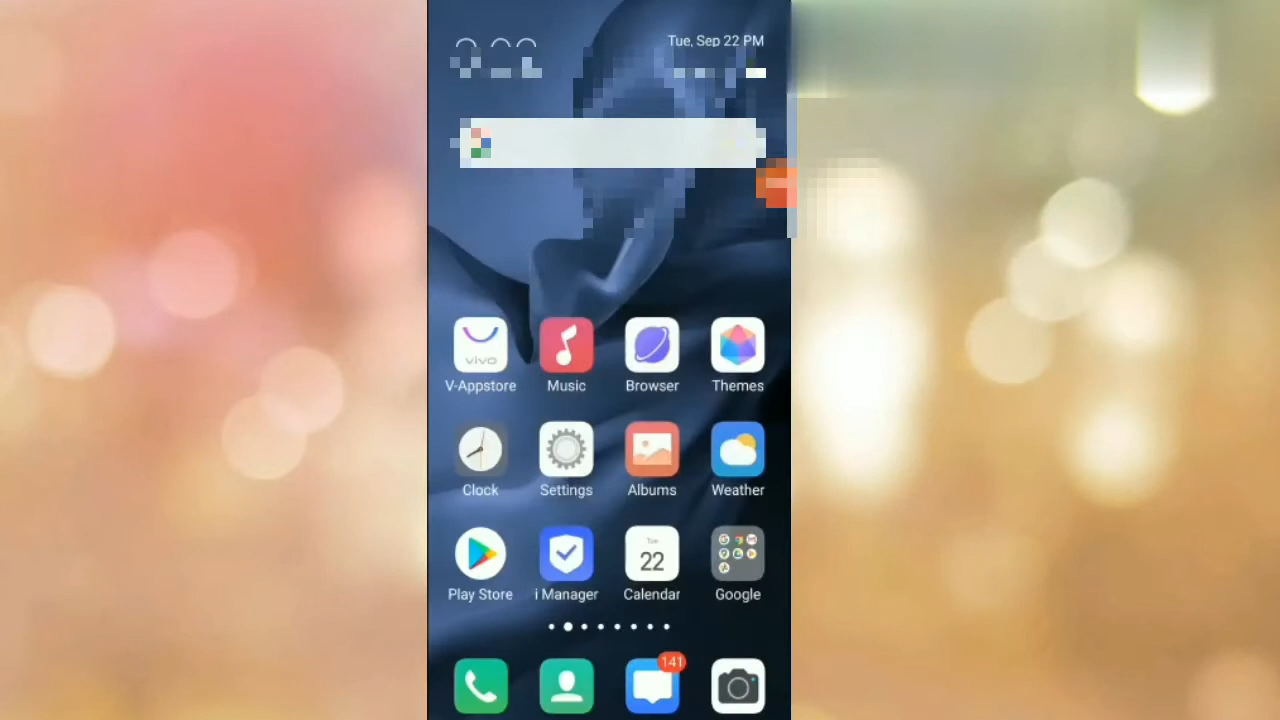 Tue, Sep 22 PM
vivo
V-Appstore
Music
Browser
Themes
Clock
Settings
Albums
Weather
Tue
22
Play Store
i Manager
Calendar
Google
141